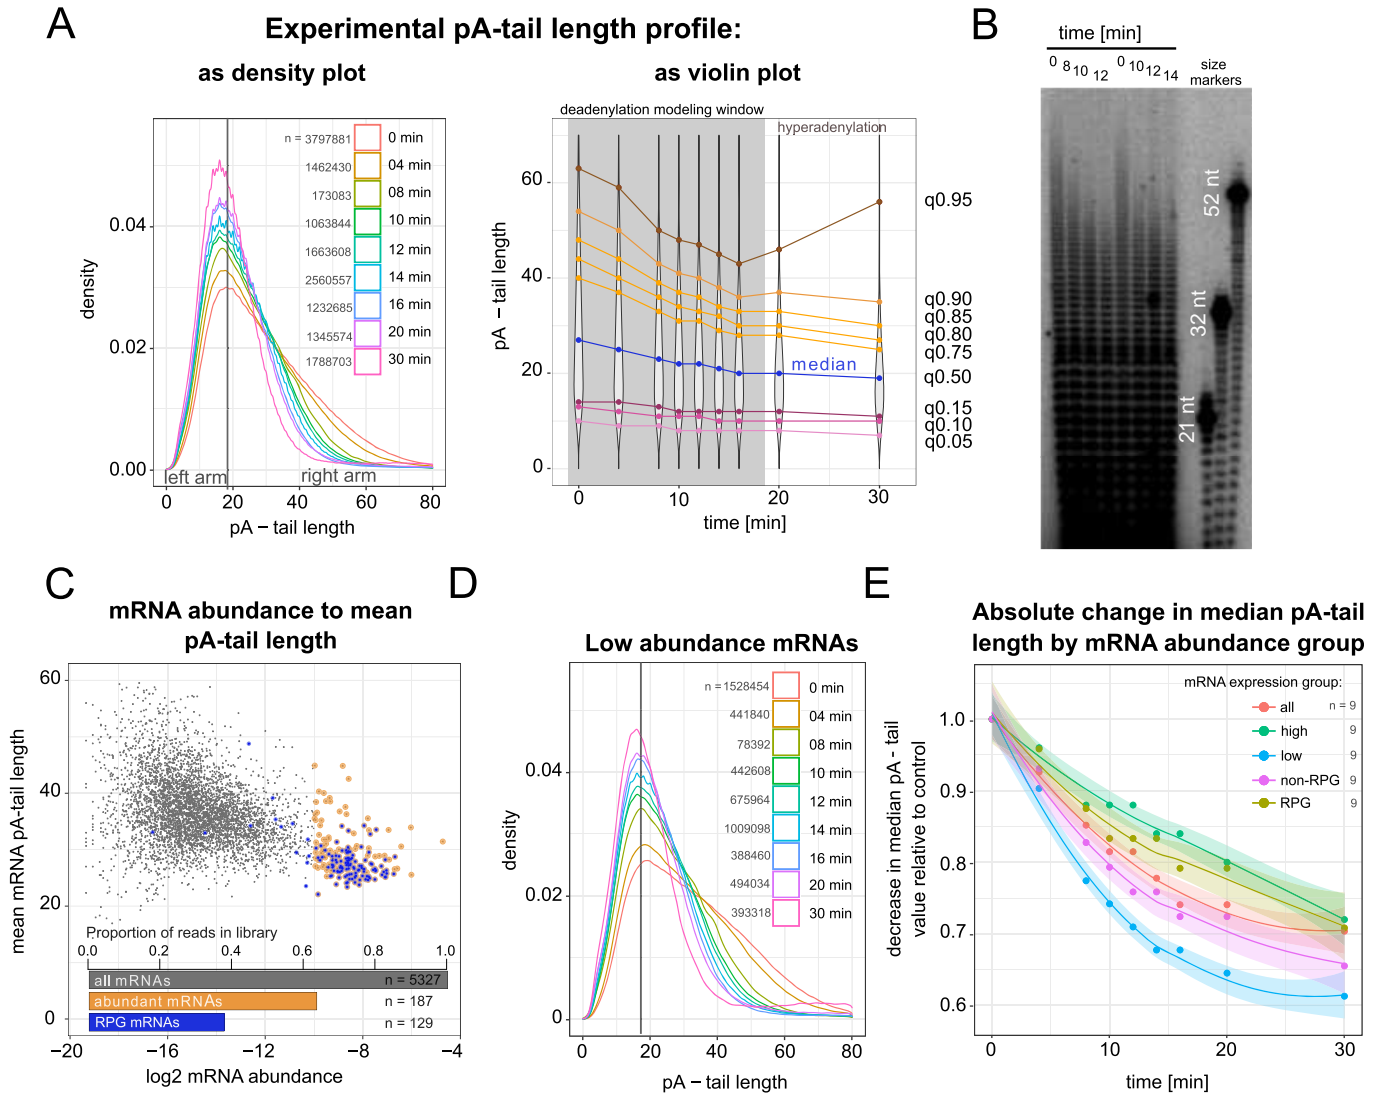 A
Experimental pA-tail length profile:
as density plot
as violin plot
n = 3797881
0 min
1462430
04 min
173083
08 min
1063844
10 min
1663608
12 min
2560557
14 min
1232685
16 min
1345574
20 min
1788703
30 min
0.04
0.02
0.00
density
left arm
right arm
0
20
40
60
80
pA − tail length
deadenylation modeling window
hyperadenylation
60
40
20
0
pA − tail length
median
q0.95
q0.90
q0.85
q0.80
q0.75
q0.50
q0.15
q0.10
q0.05
0
10
20
30
time [min]
B
time [min]
0 8 10 12 0 10 12 14
size
markers
52 nt
32 nt
21 nt
C
mRNA abundance to mean
pA-tail length
60
40
20
0
mean mRNA pA-tail length
Proportion of reads in library
0.0 0.2 0.4 0.6 0.8 1.0
all mRNAs
n = 5327
abundant mRNAs
n = 187
RPG mRNAs
n = 129
−20
−16
−12
−8
−4
log2 mRNA abundance
D
Low abundance mRNAs
n = 1528454
0 min
441840
04 min
78392
08 min
442608
10 min
675964
12 min
1009098
14 min
388460
16 min
494034
20 min
393318
30 min
0.04
0.02
0
density
0
20
40
60
80
pA − tail length
E
Absolute change in median pA-tail
length by mRNA abundance group
mRNA expression group:
all
n = 9
high
9
low
9
non-RPG
9
RPG
9
1.0
0.9
0.8
0.7
0.6
decrease in median pA - tail
value relative to control
0
10
20
30
time [min]